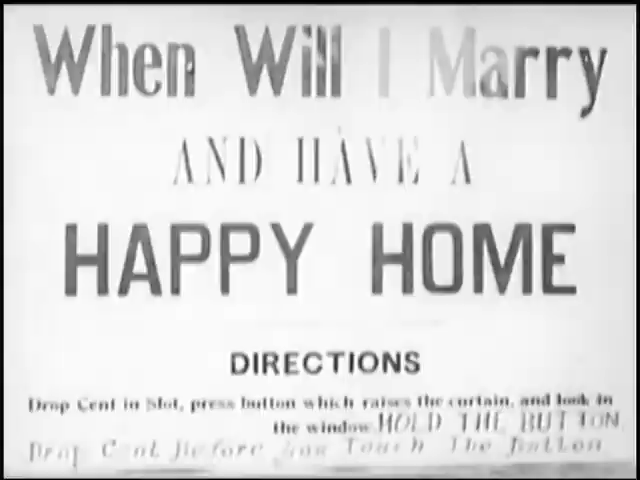 When Will I Marry
AND HAVE A
HAPPY HOME
DIRECTIONS
Drop Cent in Slot, press button which raises the curtain, and look in
the window. HOLD THE BUTTON
Drop Cent Before You Touch The Button